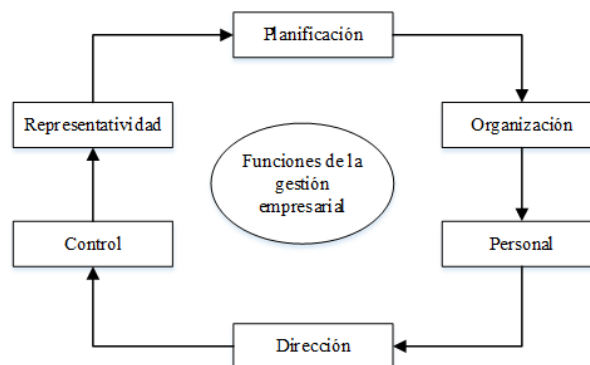 Planificación
Representatividad
Organización
Funciones de la
gestión
empresarial
Control
Personal
Dirección